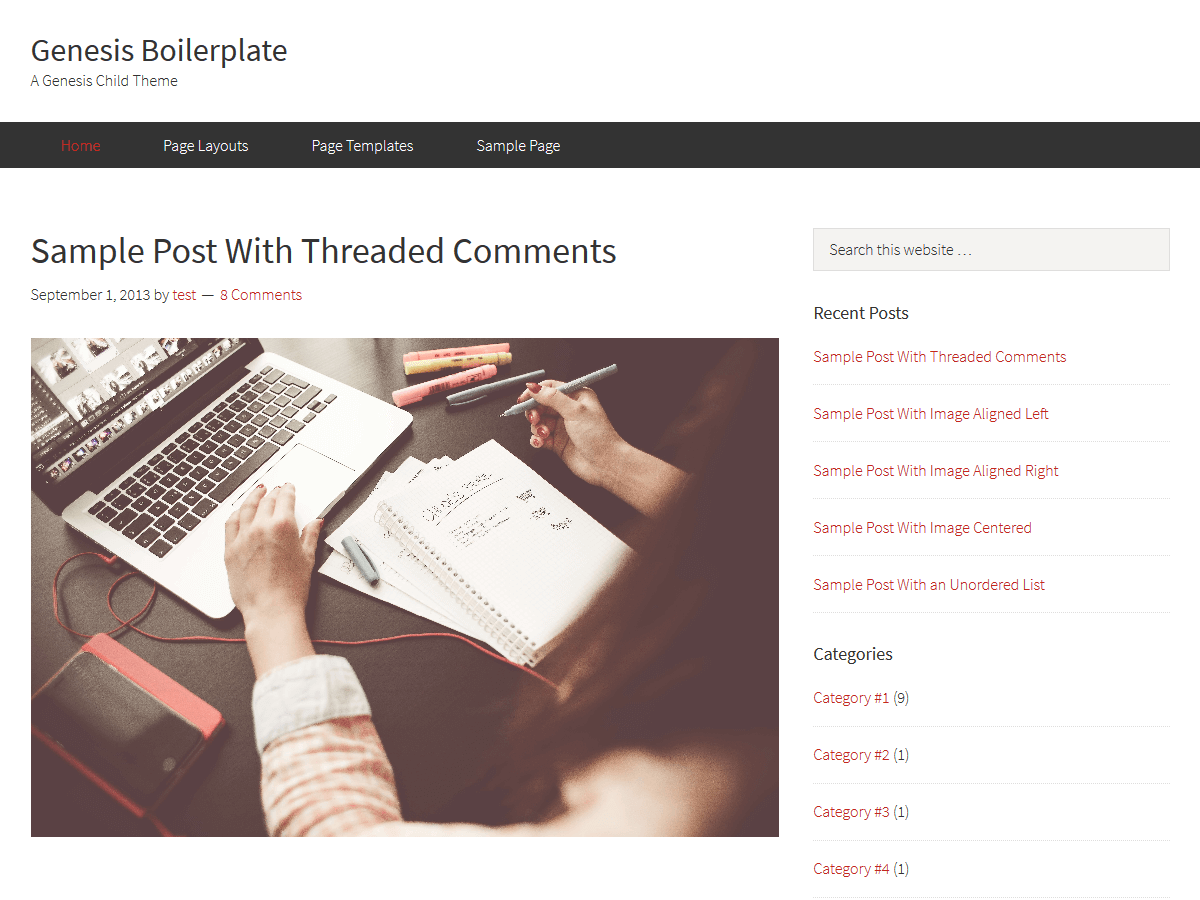 Genesis Boilerplate
A Genesis Child Theme
Home Page Layouts Page Templates Sample Page
Sample Post With Threaded Comments
September 1, 2013 by test — 8 Comments
Search this website …
Recent Posts
Sample Post With Threaded Comments
Sample Post With Image Aligned Left
Sample Post With Image Aligned Right
Sample Post With Image Centered
Sample Post With an Unordered List
Categories
Category #1 (9)
Category #2 (1)
Category #3 (1)
Category #4 (1)